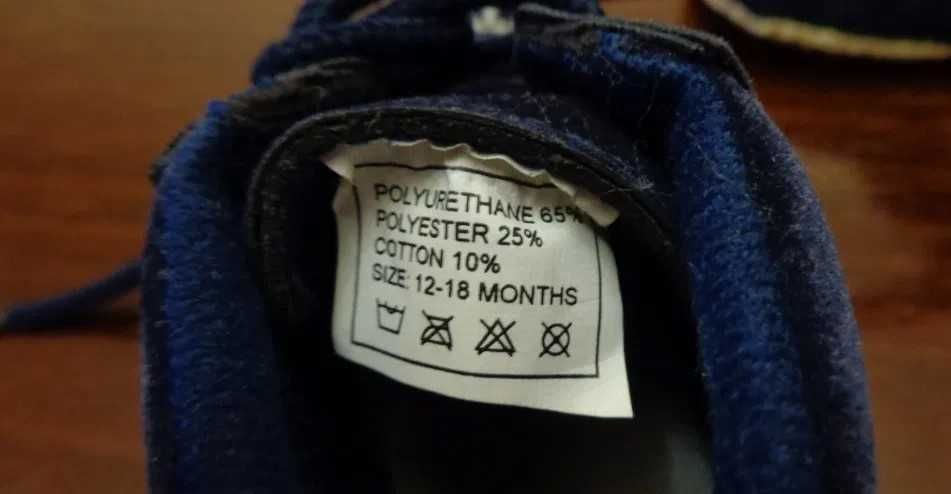 POLYURETHANE 65%
POLYESTER 25%
COTTON 10%
SIZE: 12-18 MONTHS